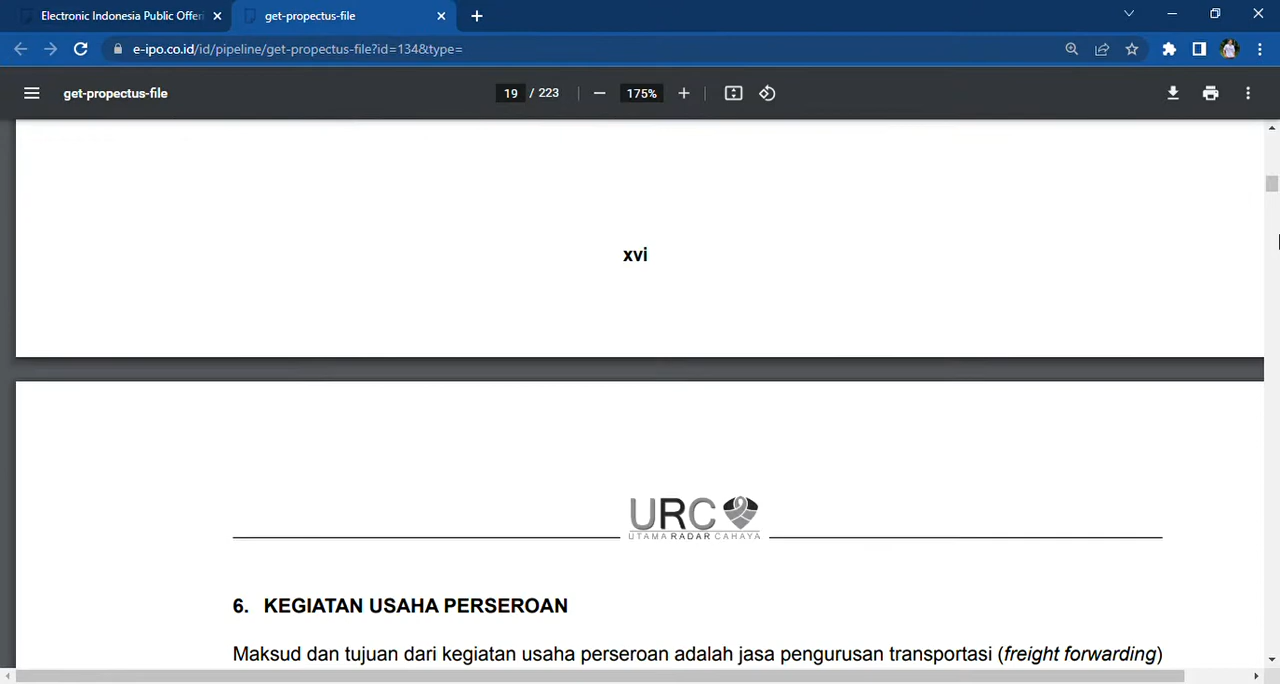 Electronic Indonesia Public Offeri
get-propectus-file
e-ipo.co.id/id/pipeline/get-propectus-file?id=134&type=
get-propectus-file
19 / 223
175%
xvi
URC
UTAMA RADAR CAHAYA
6. KEGIATAN USAHA PERSEROAN
Maksud dan tujuan dari kegiatan usaha perseroan adalah jasa pengurusan transportasi (freight forwarding)